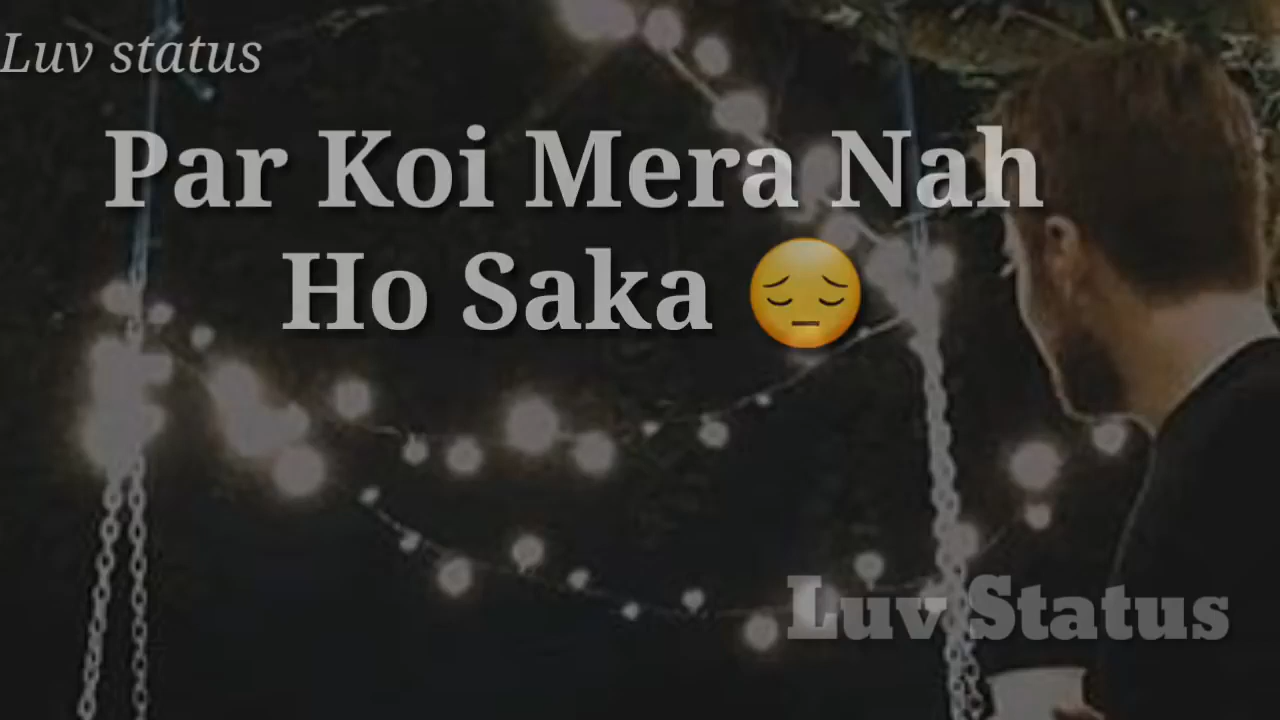 Luv status
Par Koi Mera Nah
Ho Saka 😔
Luv Status